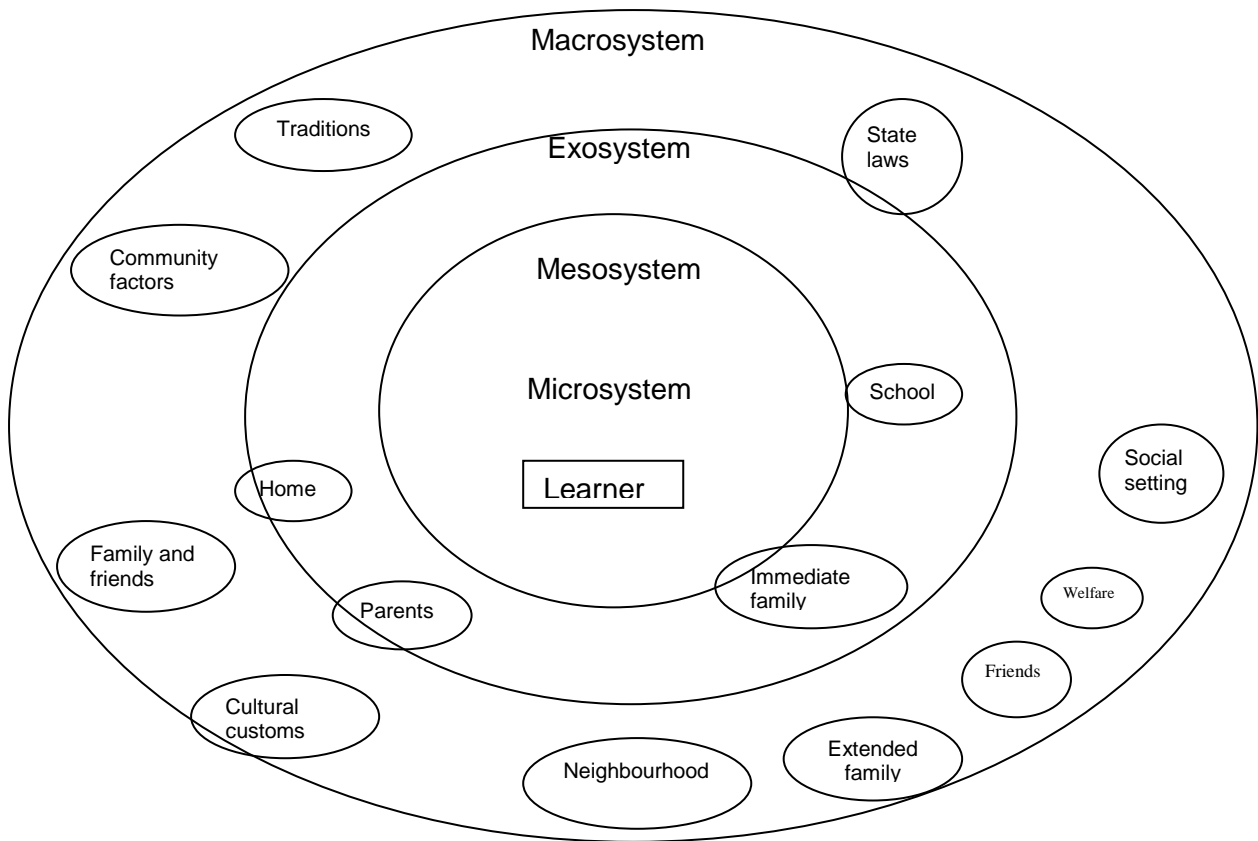 Macrosystem
Traditions
State
laws
Exosystem
Community
factors
Mesosystem
Microsystem
School
Learner
Home
Social
setting
Family and
friends
Parents
Immediate
family
Welfare
Friends
Cultural
customs
Neighbourhood
Extended
family